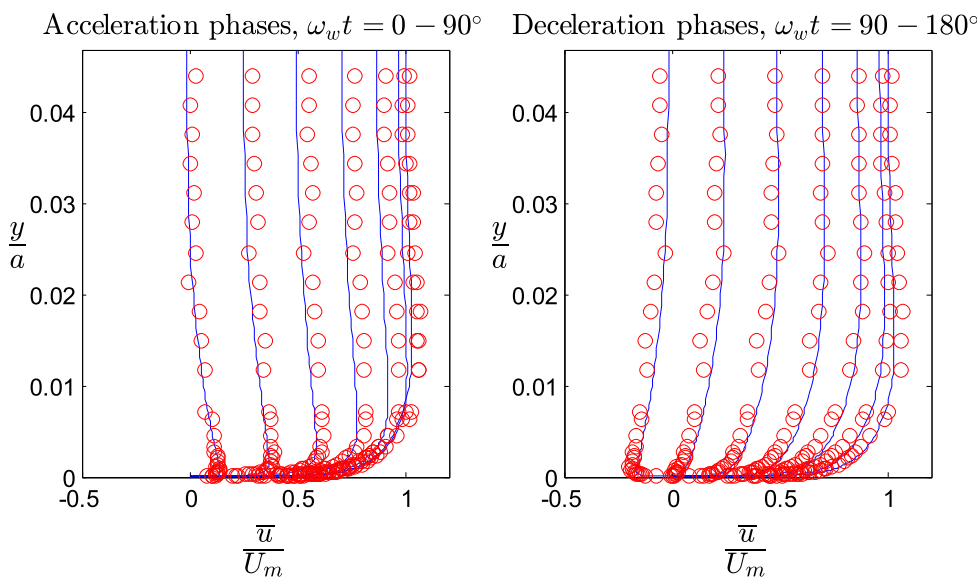 Acceleration phases, ω_w t = 0 − 90°
0.04
0.03
0.02
0.01
0
y/a
-0.5 0 0.5 1
u̅/U_m
Deceleration phases, ω_w t = 90 − 180°
0.04
0.03
0.02
0.01
0
y/a
-0.5 0 0.5 1
u̅/U_m